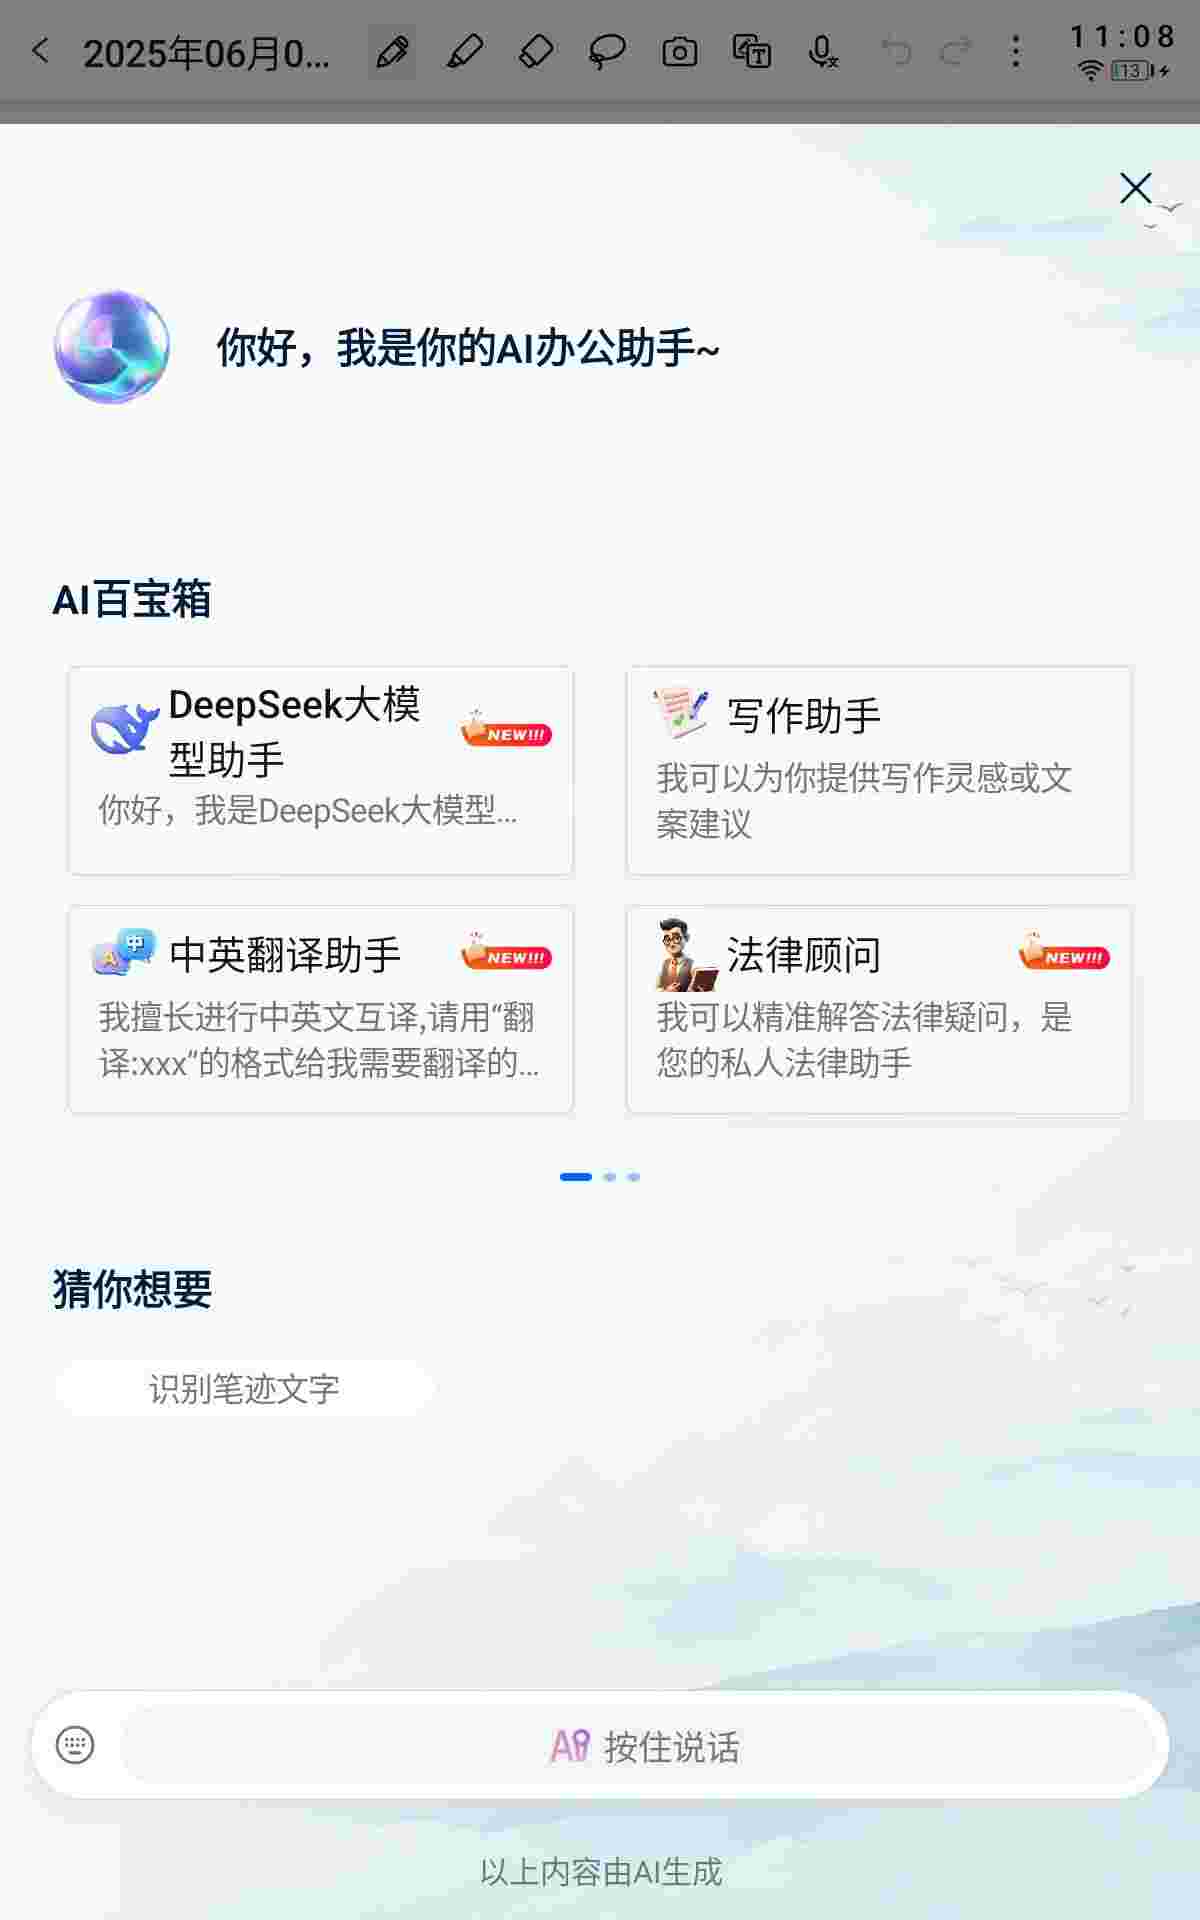 2025年06月0...
11:08
13
你好，我是你的AI办公助手~
AI百宝箱
DeepSeek大模
型助手
NEW!!!
你好，我是DeepSeek大模型...
写作助手
我可以为你提供写作灵感或文
案建议
中英翻译助手
NEW!!!
我擅长进行中英文互译,请用“翻
译:xxx”的格式给我需要翻译的...
法律顾问
NEW!!!
我可以精准解答法律疑问，是
您的私人法律助手
猜你想要
识别笔迹文字
AI 按住说话
以上内容由AI生成